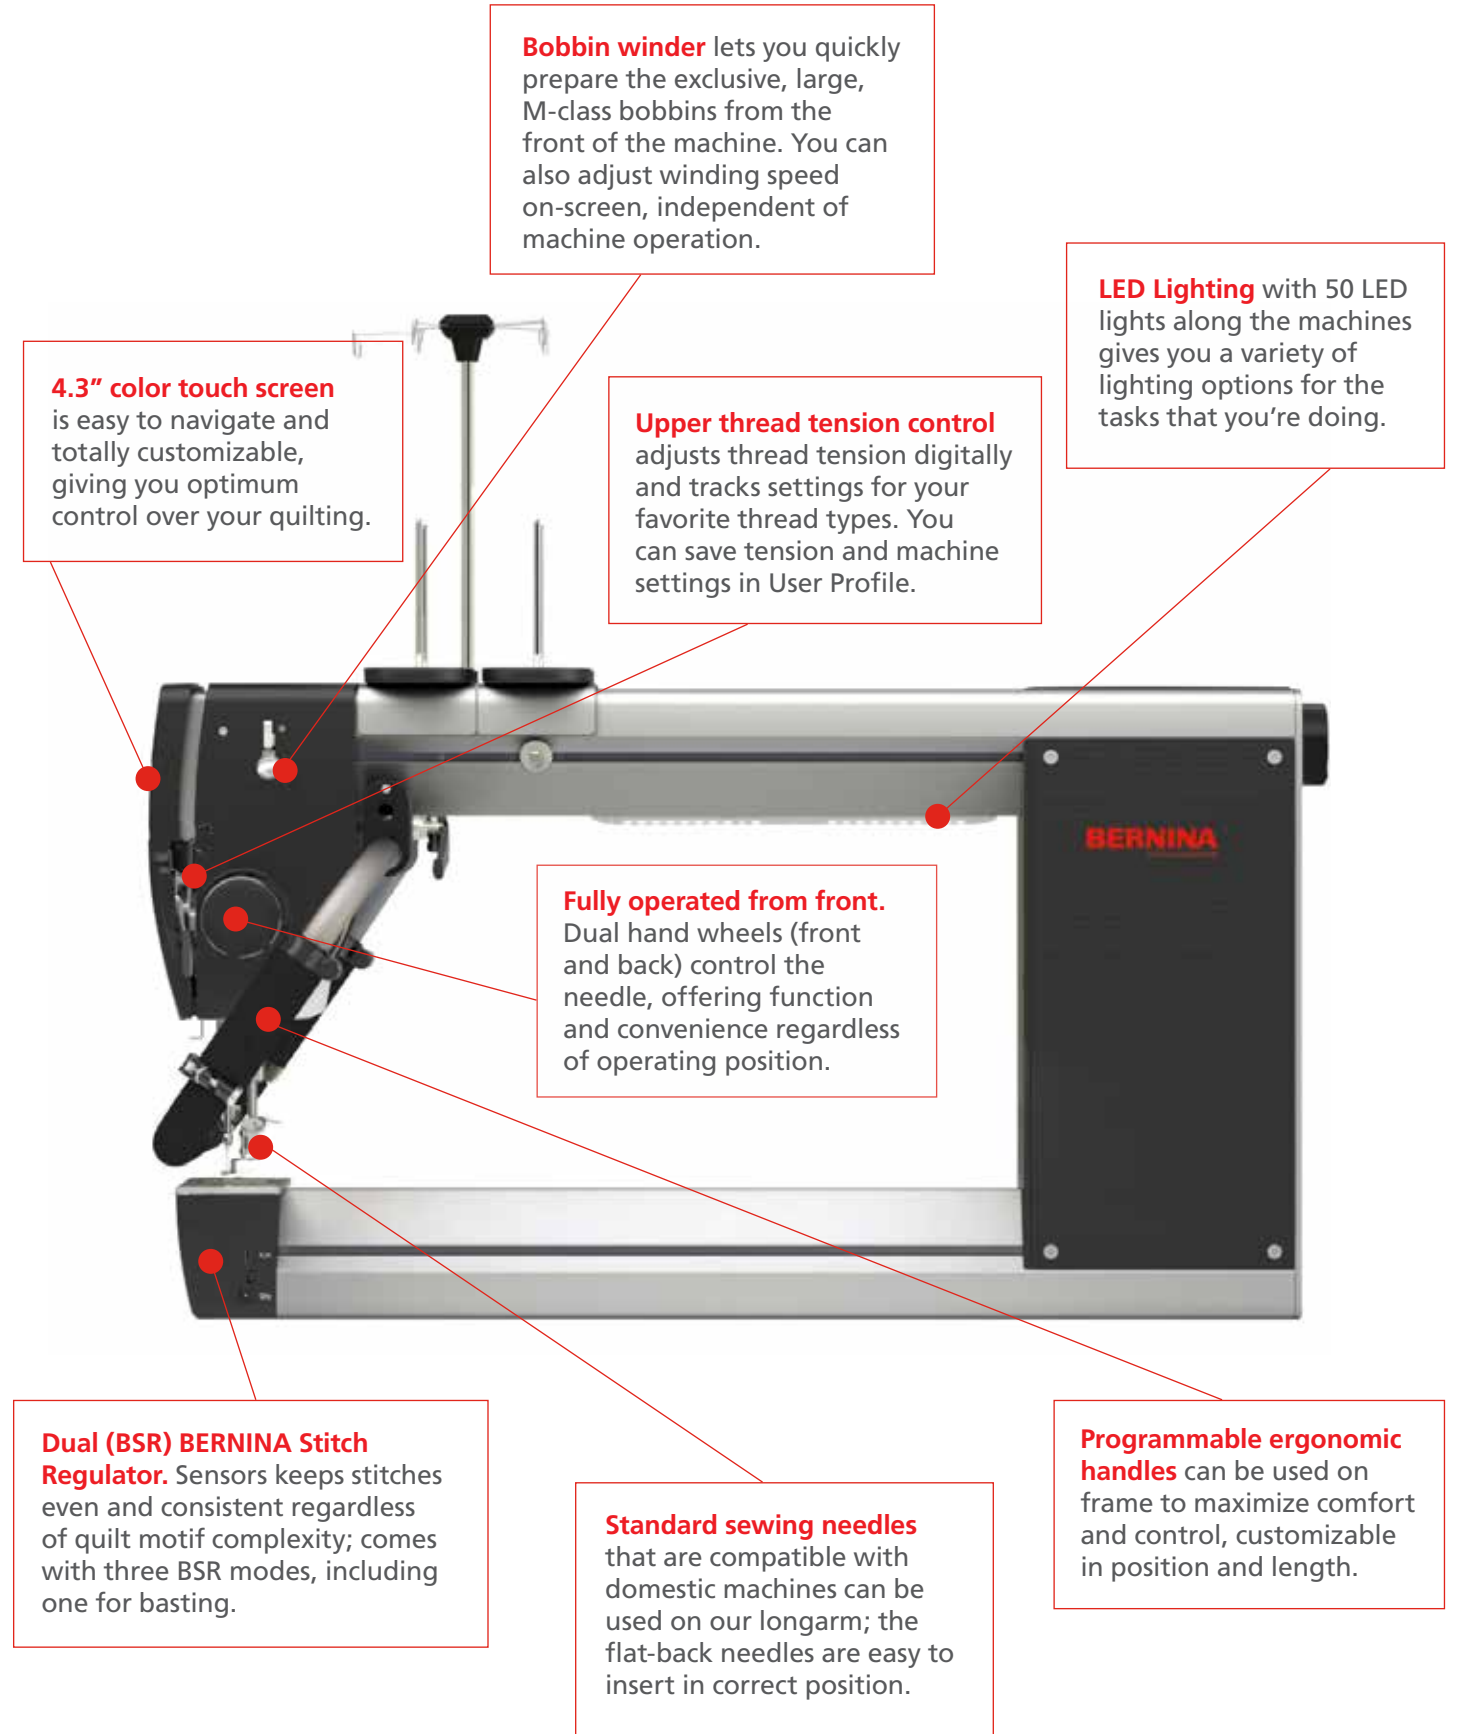 Bobbin winder lets you quickly
prepare the exclusive, large,
M-class bobbins from the
front of the machine. You can
also adjust winding speed
on-screen, independent of
machine operation.
LED Lighting with 50 LED
lights along the machines
gives you a variety of
lighting options for the
tasks that you’re doing.
4.3” color touch screen
is easy to navigate and
totally customizable,
giving you optimum
control over your quilting.
Upper thread tension control
adjusts thread tension digitally
and tracks settings for your
favorite thread types. You
can save tension and machine
settings in User Profile.
BERNINA
Fully operated from front.
Dual hand wheels (front
and back) control the
needle, offering function
and convenience regardless
of operating position.
Dual (BSR) BERNINA Stitch
Regulator. Sensors keeps stitches
even and consistent regardless
of quilt motif complexity; comes
with three BSR modes, including
one for basting.
Standard sewing needles
that are compatible with
domestic machines can be
used on our longarm; the
flat-back needles are easy to
insert in correct position.
Programmable ergonomic
handles can be used on
frame to maximize comfort
and control, customizable
in position and length.